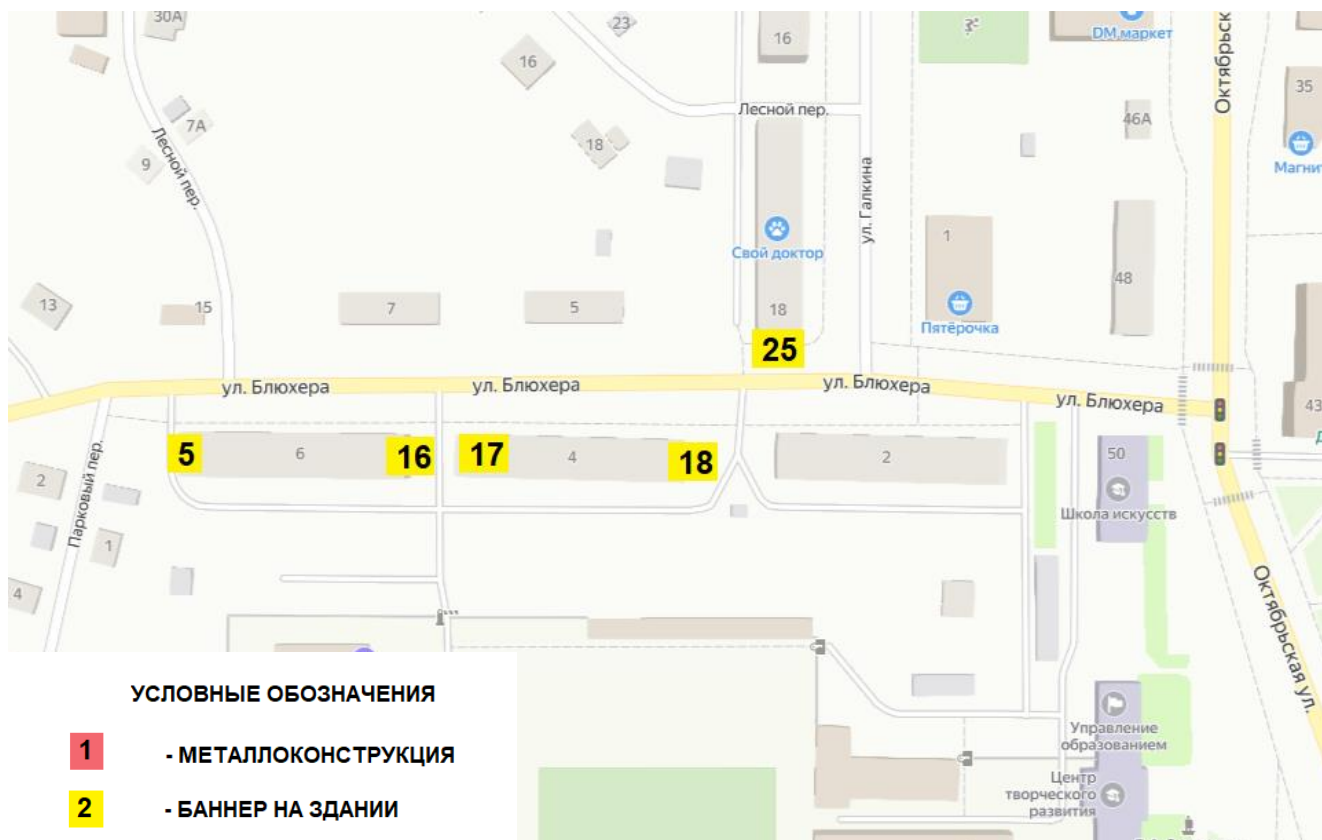 30А
23
16
16
DM маркет
Октябрьск
35
7А
Лесной пер.
46А
9
Лесной пер.
18
Магнит
ул. Галкина
1
Свой доктор
48
13
15
7
5
18
Пятёрочка
25
ул. Блюхера
ул. Блюхера
ул. Блюхера
ул. Блюхера
43
5
6
16
17
4
18
2
50
Школа искусств
2
Парковый пер.
1
4
Октябрьская ул.
УСЛОВНЫЕ ОБОЗНАЧЕНИЯ
1 - МЕТАЛЛОКОНСТРУКЦИЯ
2 - БАННЕР НА ЗДАНИИ
Управление
образованием
Центр
творческого
развития